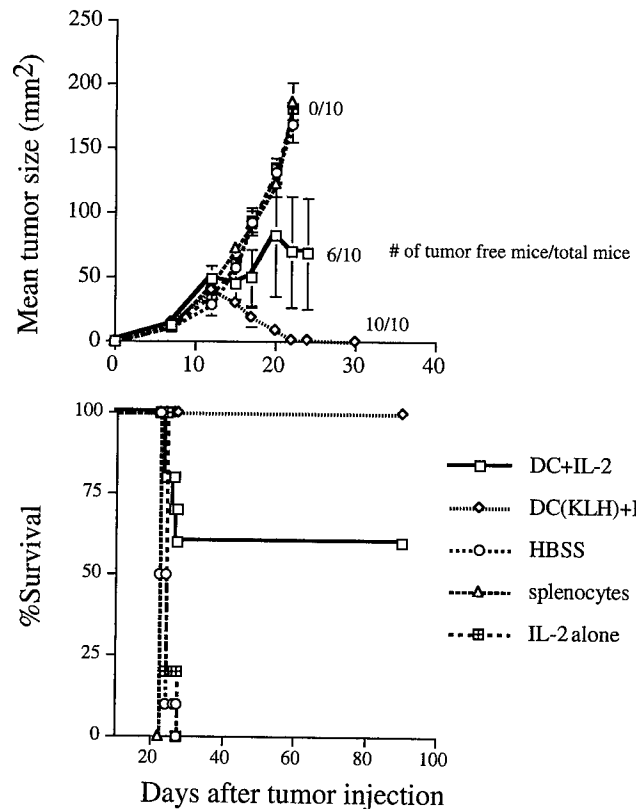 Mean tumor size (mm2)
250
200
150
100
50
0
0 10 20 30 40
0/10
6/10 # of tumor free mice/total mice
10/10
%Survival
100
75
50
25
0
20 40 60 80 100
Days after tumor injection
DC+IL-2
DC(KLH)+
HBSS
splenocytes
IL-2 alone